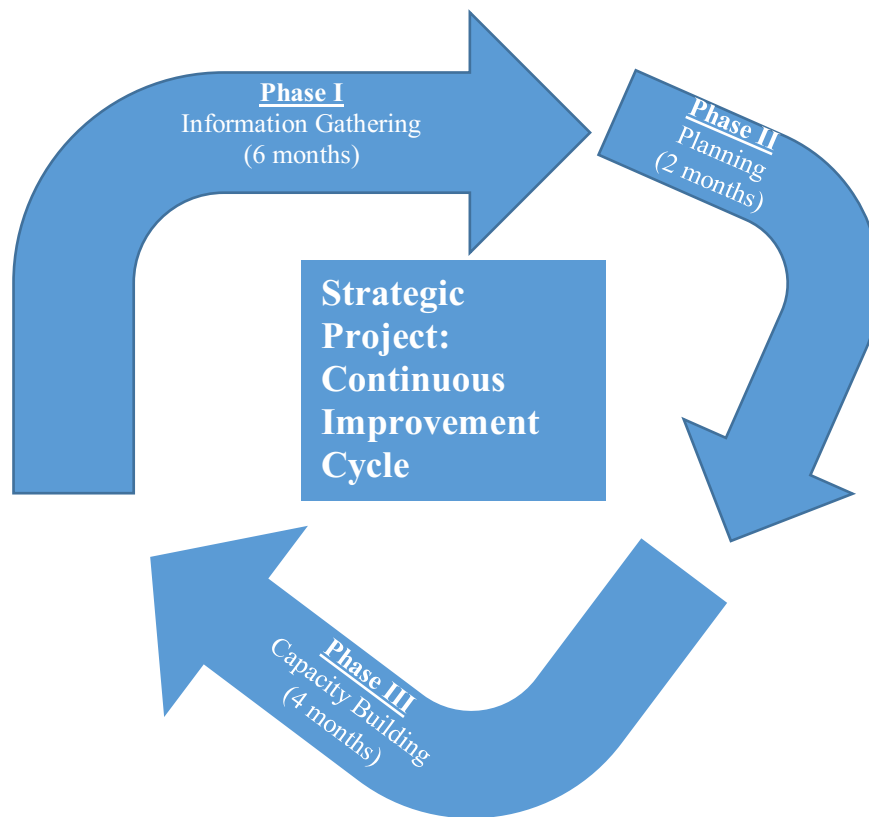 Phase I
Information Gathering
(6 months)
Phase II
Planning
(2 months)
Strategic
Project:
Continuous
Improvement
Cycle
Phase III
Capacity Building
(4 months)